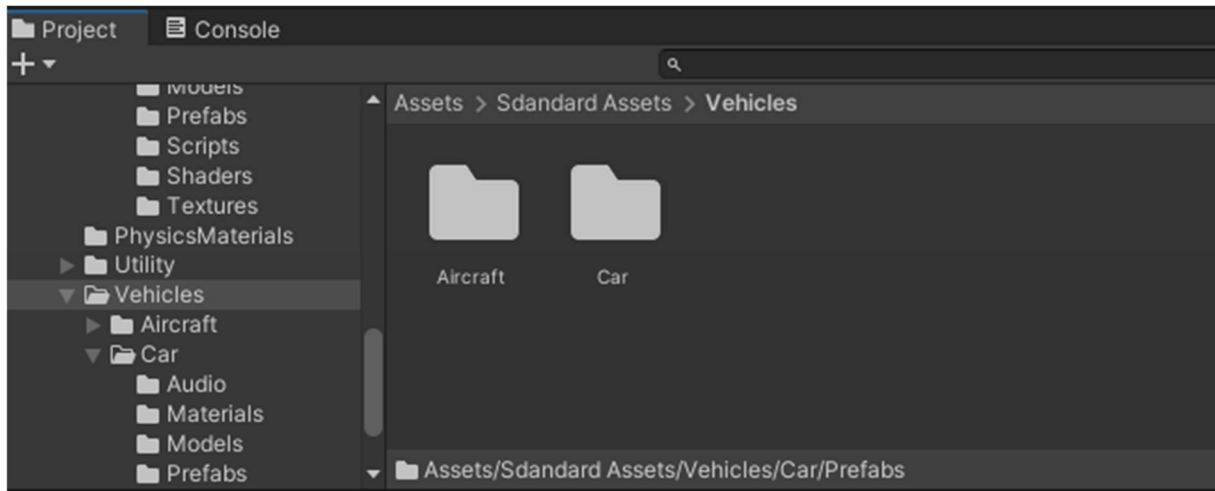 Project
Console
Models
Prefabs
Scripts
Shaders
Textures
PhysicsMaterials
Utility
Vehicles
Aircraft
Car
Audio
Materials
Models
Prefabs
Assets > Sdandard Assets > Vehicles
Aircraft
Car
Assets/Sdandard Assets/Vehicles/Car/Prefabs